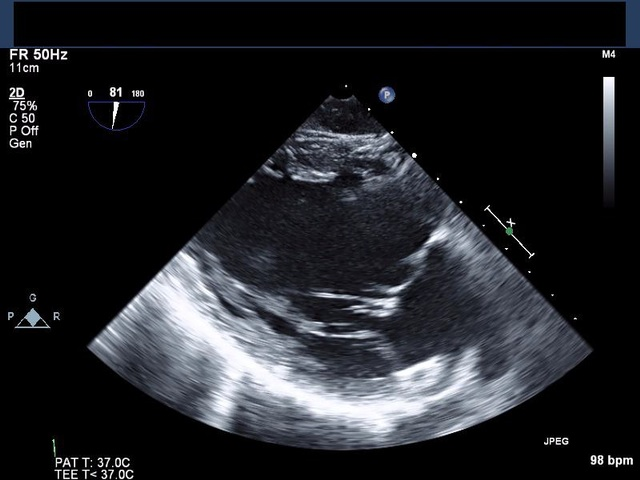 FR 50Hz
11cm
M4
2D
75%
C 50
P Off
Gen
0 81 180
P
G
P R
JPEG
PAT T: 37.0C
TEE T< 37.0C
98 bpm